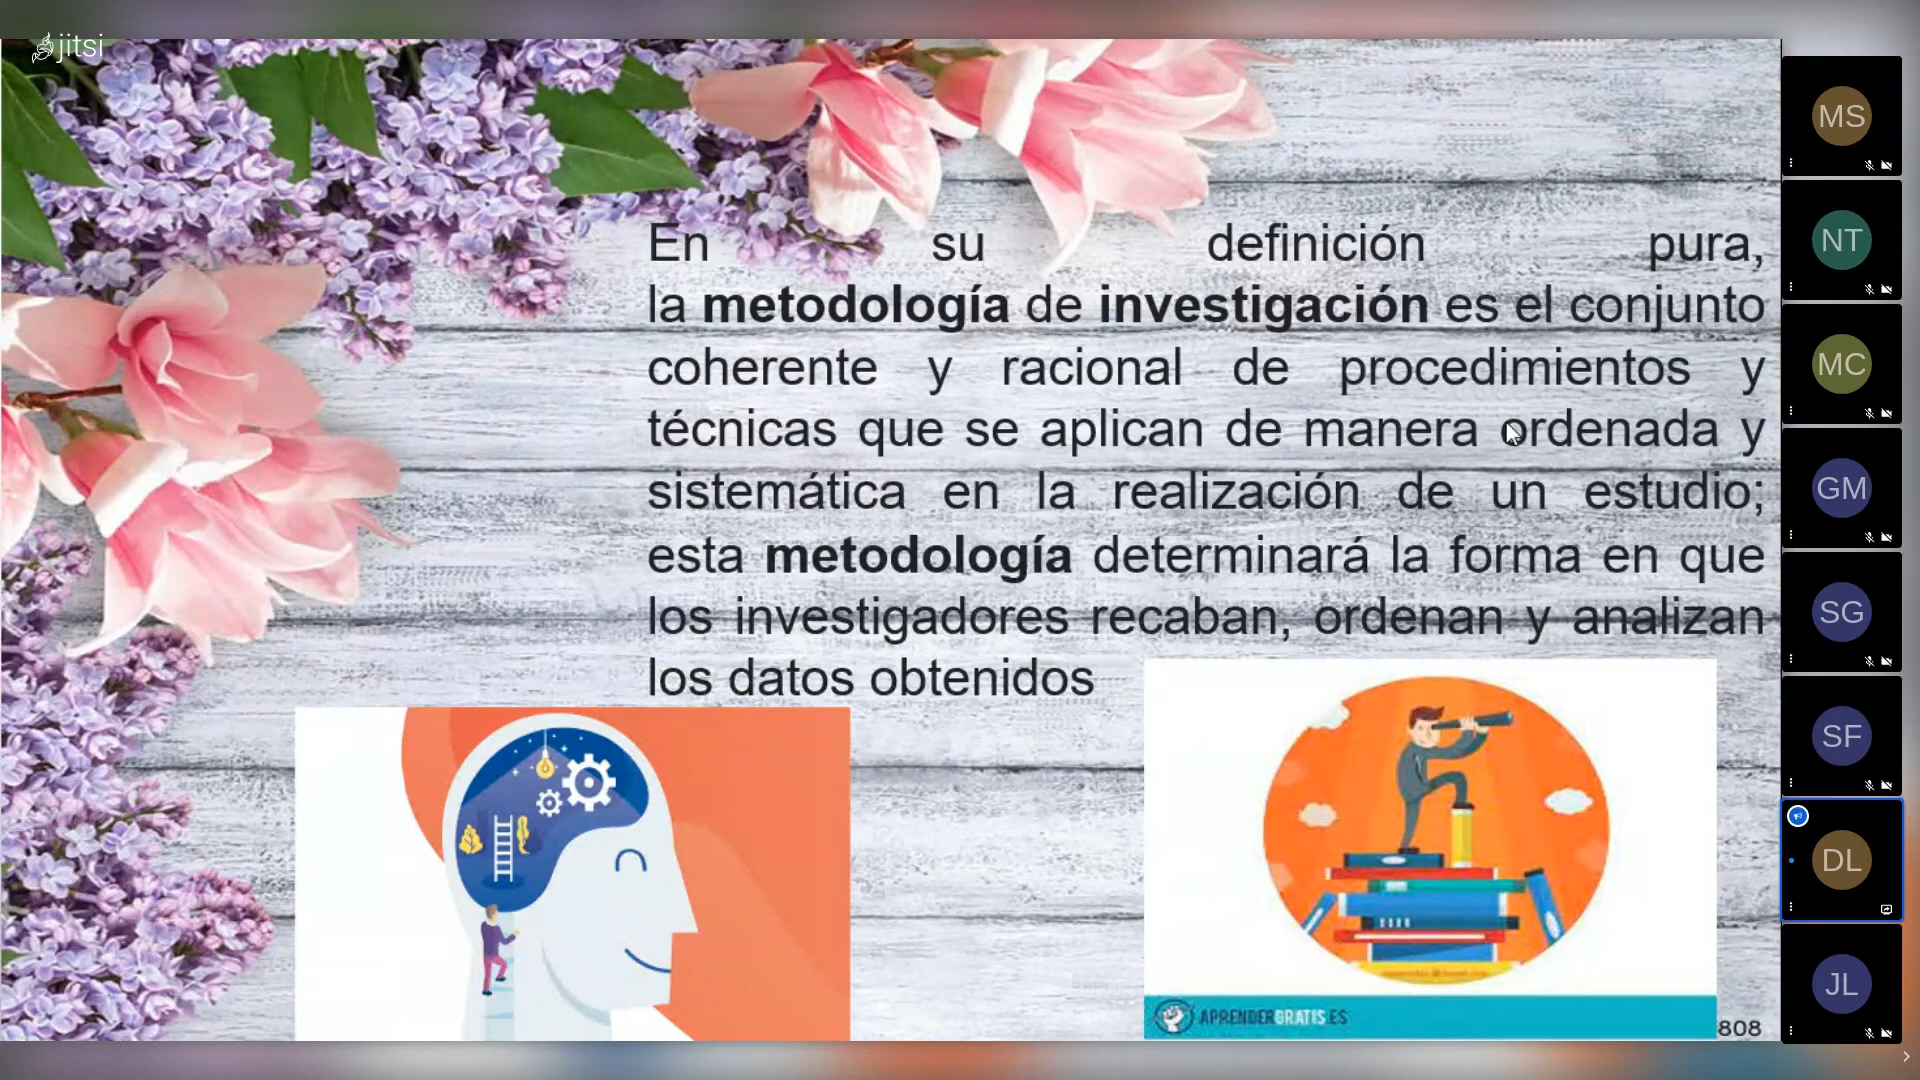 jitsi
En su definición pura,
la metodología de investigación es el conjunto
coherente y racional de procedimientos y
técnicas que se aplican de manera ordenada y
sistemática en la realización de un estudio;
esta metodología determinará la forma en que
los investigadores recaban, ordenan y analizan
los datos obtenidos
APRENDERGRATIS.ES
808
MS
NT
MC
GM
SG
SF
DL
JL